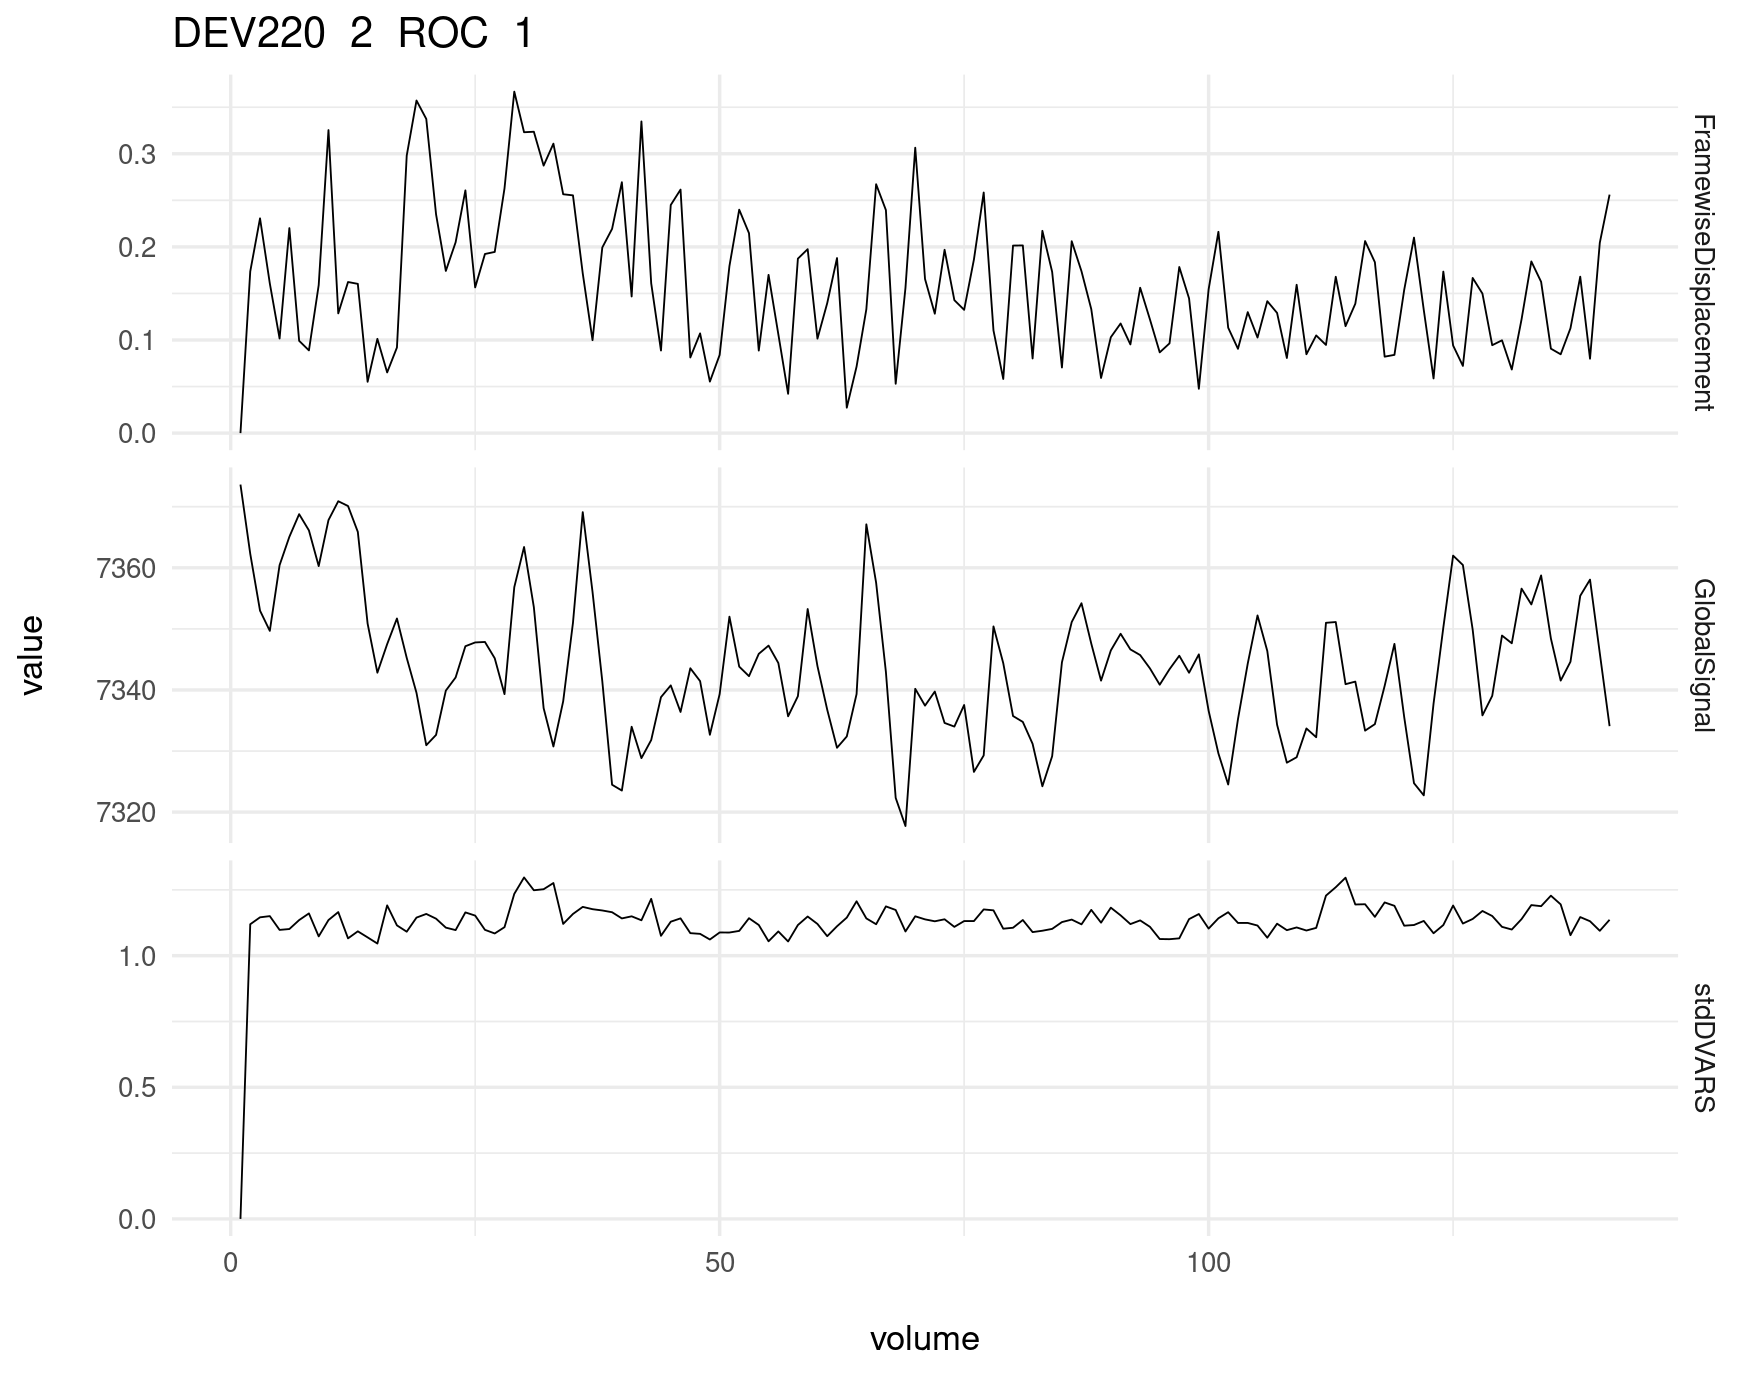 DEV220 2 ROC 1
0.3
0.2
0.1
0.0
FramewiseDisplacement
7360
7340
7320
GlobalSignal
1.0
0.5
0.0
stdDVARS
value
0 50 100
volume